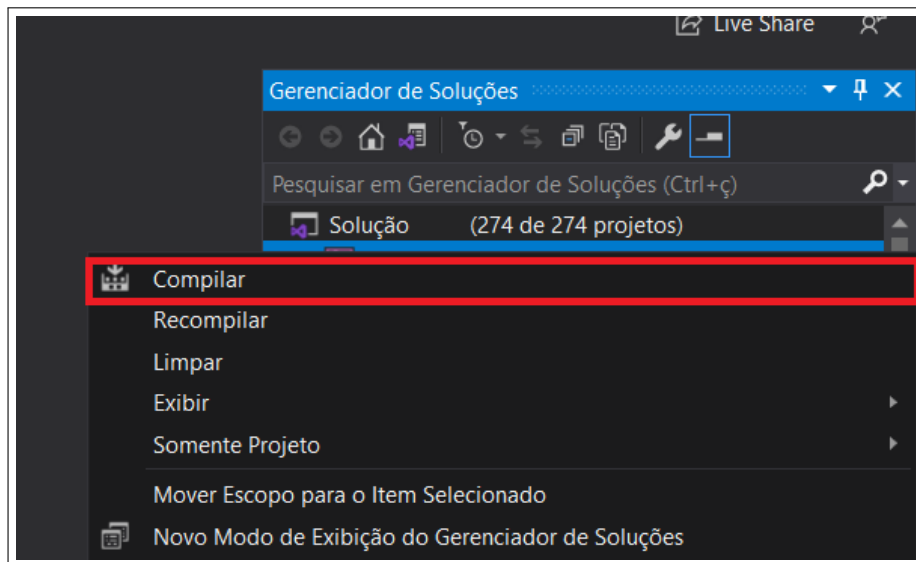 Live Share
Gerenciador de Soluções
Pesquisar em Gerenciador de Soluções (Ctrl+ç)
Solução (274 de 274 projetos)
Compilar
Recompilar
Limpar
Exibir
Somente Projeto
Mover Escopo para o Item Selecionado
Novo Modo de Exibição do Gerenciador de Soluções